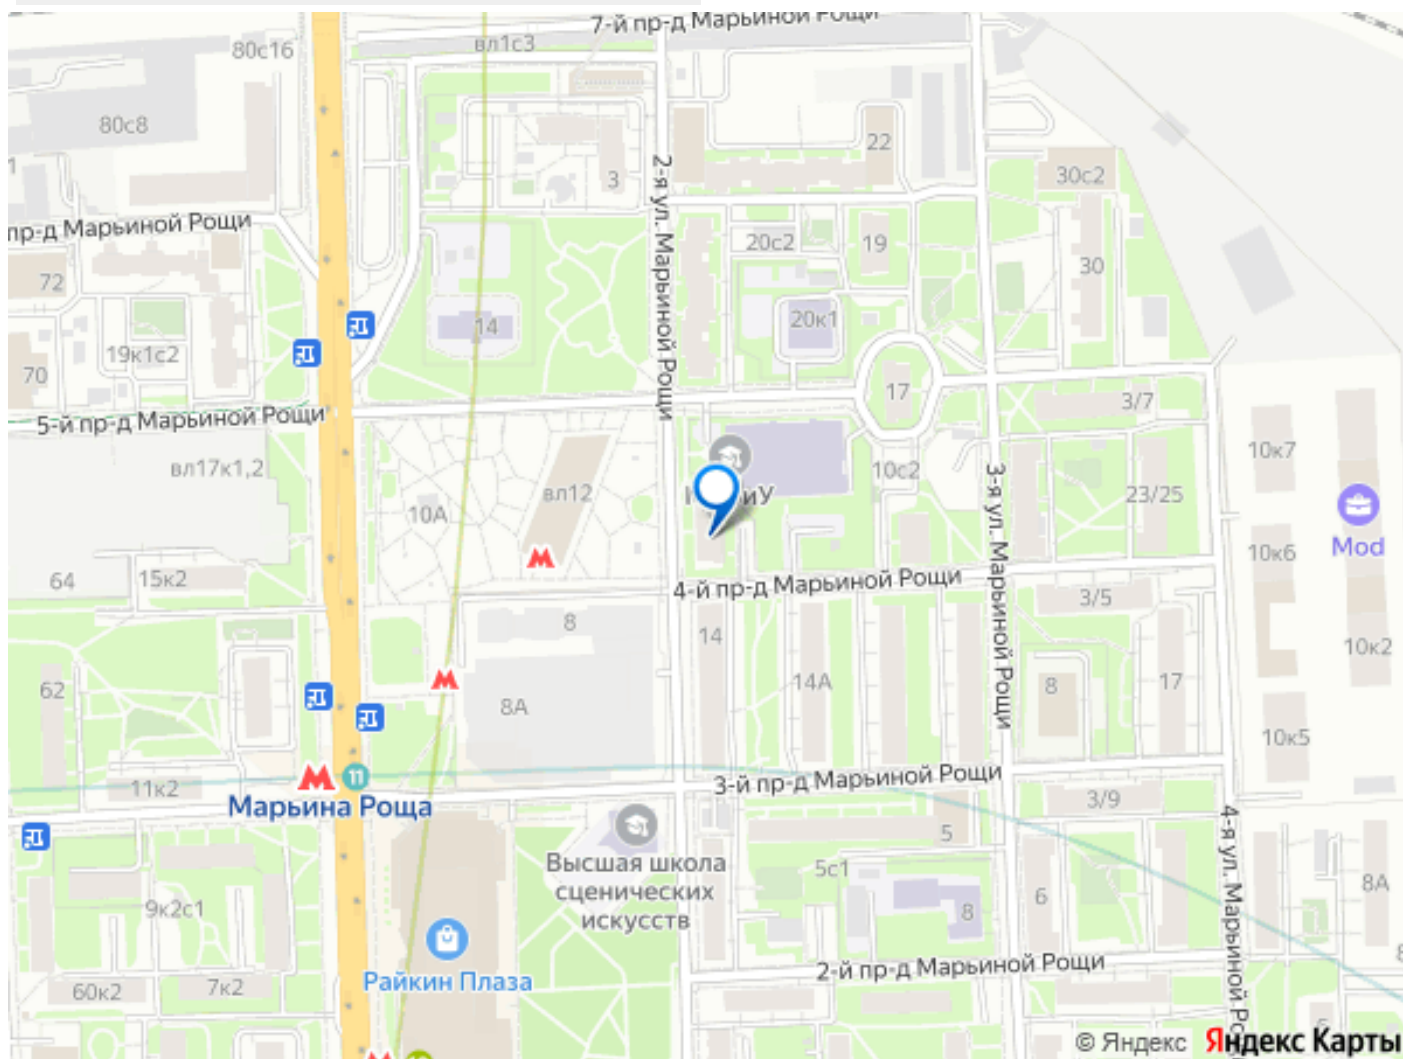 7-й пр-д Марьиной Рощи
80с16
вл1с3
80с8
22
3
30с2
2-я ул. Марьиной Рощи
пр-д Марьиной Рощи
20с2
19
30
72
14
20к1
19к1с2
70
17
3/7
5-й пр-д Марьиной Рощи
вл17к1,2
10с2
10к7
вл12
3-я ул. Марьиной Рощи
23/25
10А
Mod
10к6
64
15к2
4-й пр-д Марьиной Рощи
3/5
8
14
10к2
62
14А
8
17
8А
10к5
11к2
11
Марьина Роща
3-й пр-д Марьиной Рощи
3/9
5
4-я ул. Марьиной
Высшая школа
сценических
искусств
5с1
8А
6
9к2с1
8
Райкин Плаза
2-й пр-д Марьиной Рощи
60к2
7к2
© Яндекс Яндекс Карты